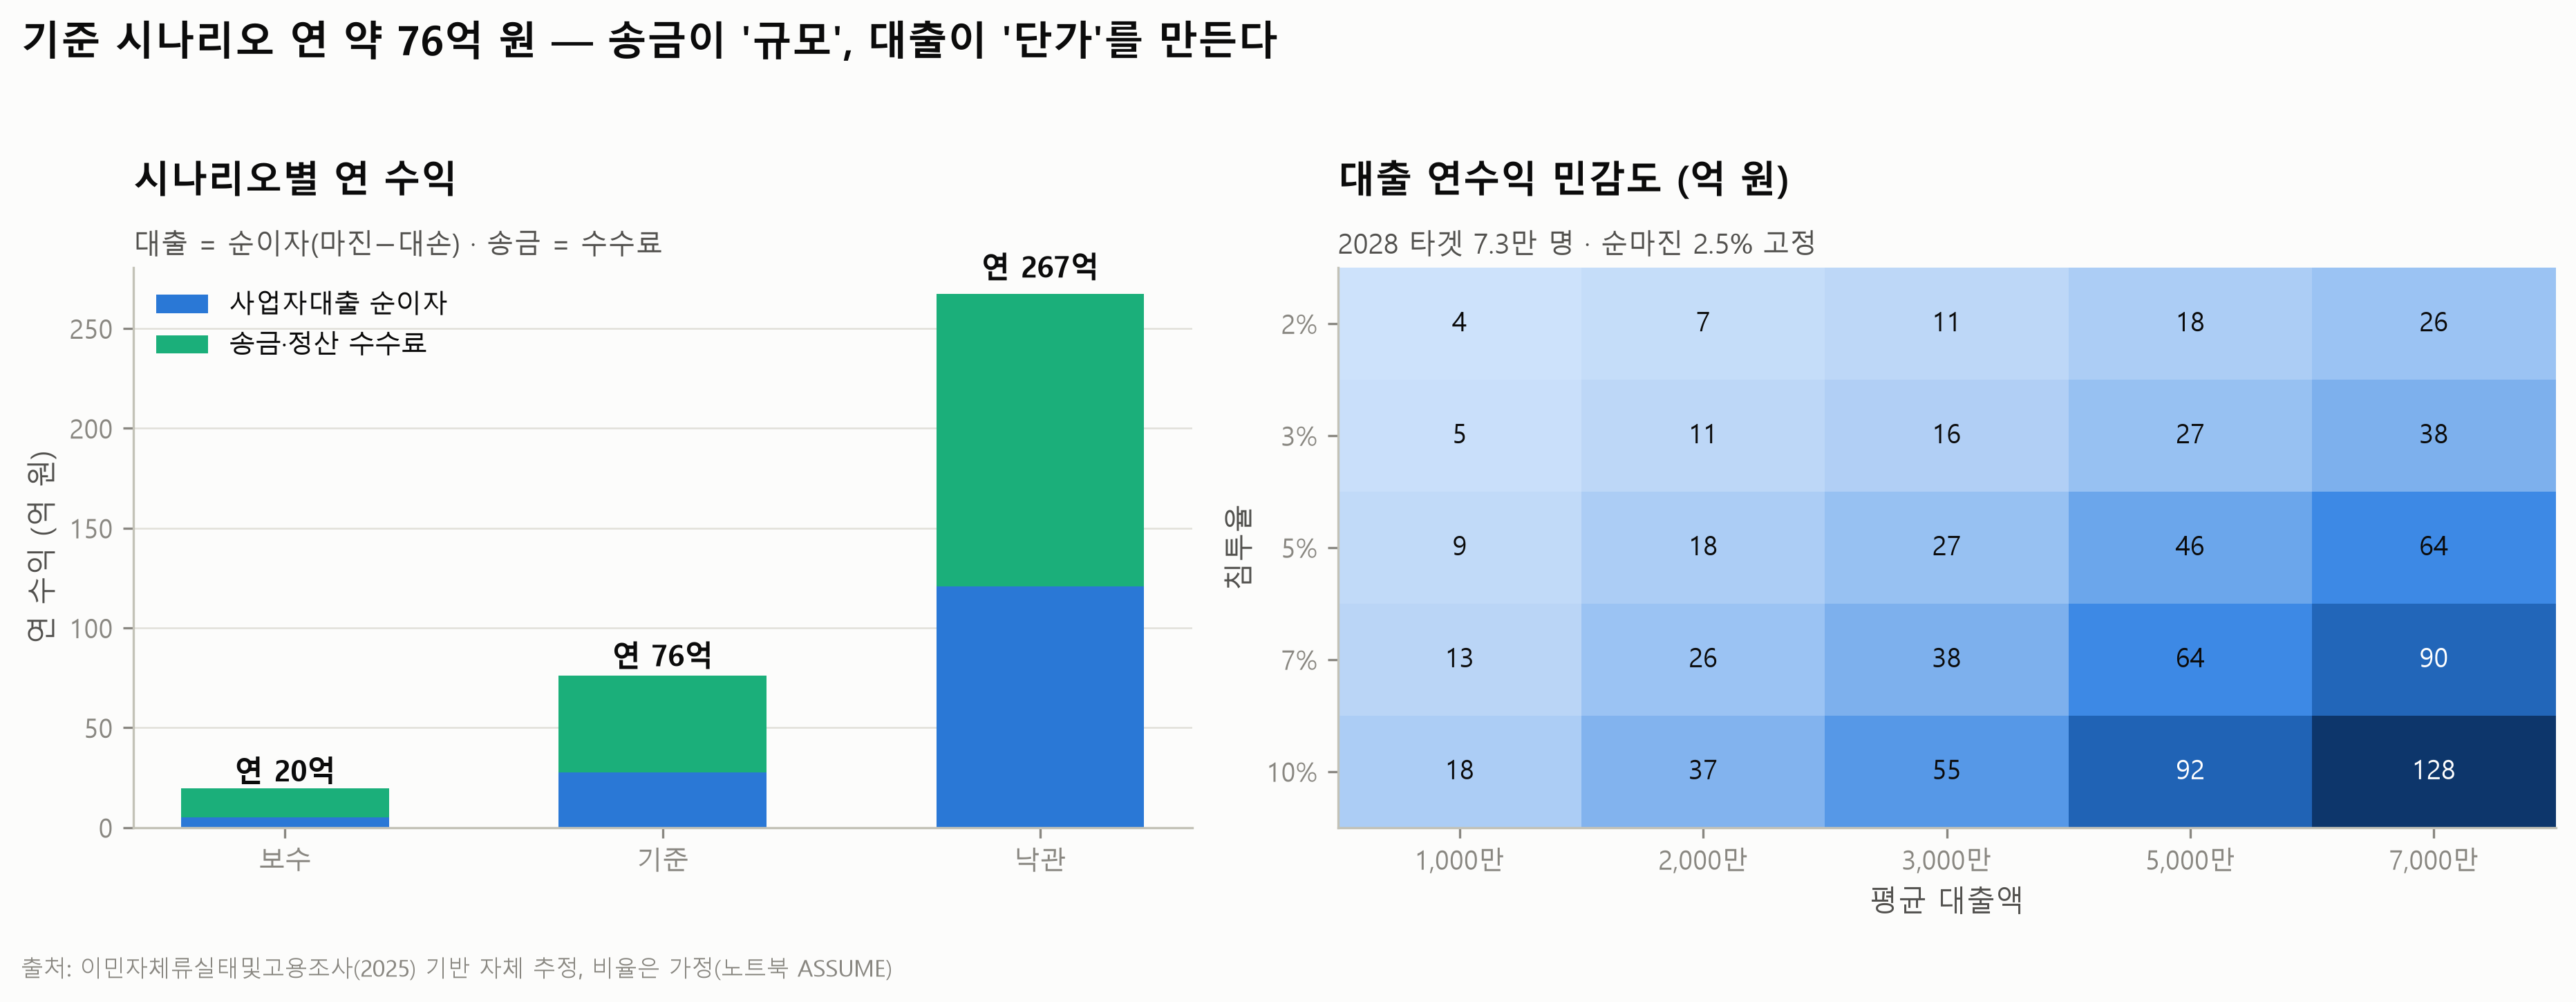 기준 시나리오 연 약 76억 원 — 송금이 '규모', 대출이 '단가'를 만든다
시나리오별 연 수익
대출 = 순이자(마진−대손) · 송금 = 수수료
사업자대출 순이자
송금·정산 수수료
연 수익 (억 원)
250
200
150
100
50
0
연 20억
연 76억
연 267억
보수
기준
낙관
대출 연수익 민감도 (억 원)
2028 타겟 7.3만 명 · 순마진 2.5% 고정
침투율
2% 4 7 11 18 26
3% 5 11 16 27 38
5% 9 18 27 46 64
7% 13 26 38 64 90
10% 18 37 55 92 128
1,000만 2,000만 3,000만 5,000만 7,000만
평균 대출액
출처: 이민자체류실태및고용조사(2025) 기반 자체 추정, 비율은 가정(노트북 ASSUME)